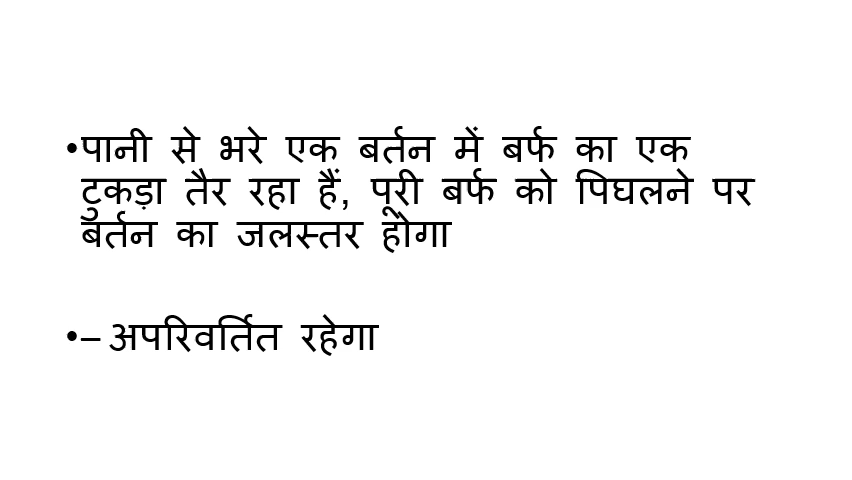 •पानी से भरे एक बर्तन में बर्फ का एक
टुकड़ा तैर रहा हैं, पूरी बर्फ को पिघलने पर
बर्तन का जलस्तर होगा
•– अपरिवर्तित रहेगा